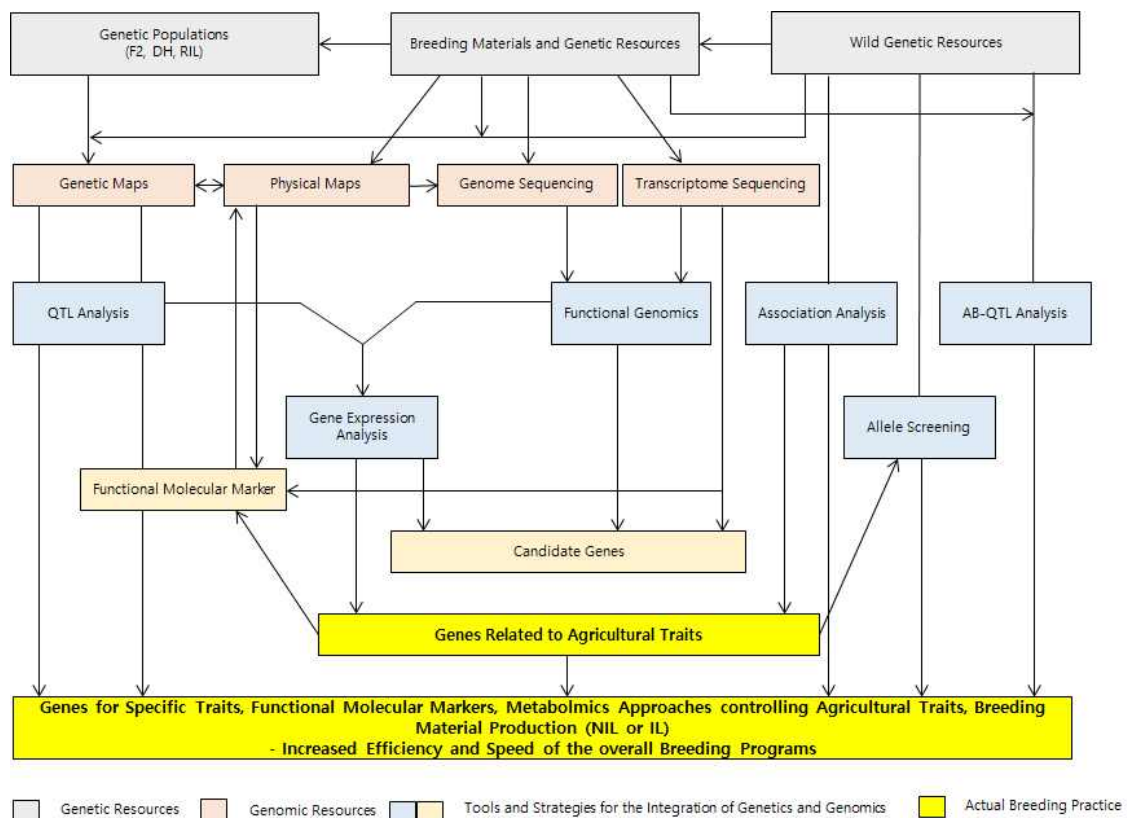 Genetic Populations
(F2, DH, RIL)
Breeding Materials and Genetic Resources
Wild Genetic Resources
Genetic Maps
Physical Maps
Genome Sequencing
Transcriptome Sequencing
QTL Analysis
Functional Genomics
Association Analysis
AB-QTL Analysis
Gene Expression
Analysis
Allele Screening
Functional Molecular Marker
Candidate Genes
Genes Related to Agricultural Traits
Genes for Specific Traits, Functional Molecular Markers, Metabolmics Approaches controlling Agricultural Traits, Breeding
Material Production (NIL or IL)
- Increased Efficiency and Speed of the overall Breeding Programs
Genetic Resources
Genomic Resources
Tools and Strategies for the Integration of Genetics and Genomics
Actual Breeding Practice